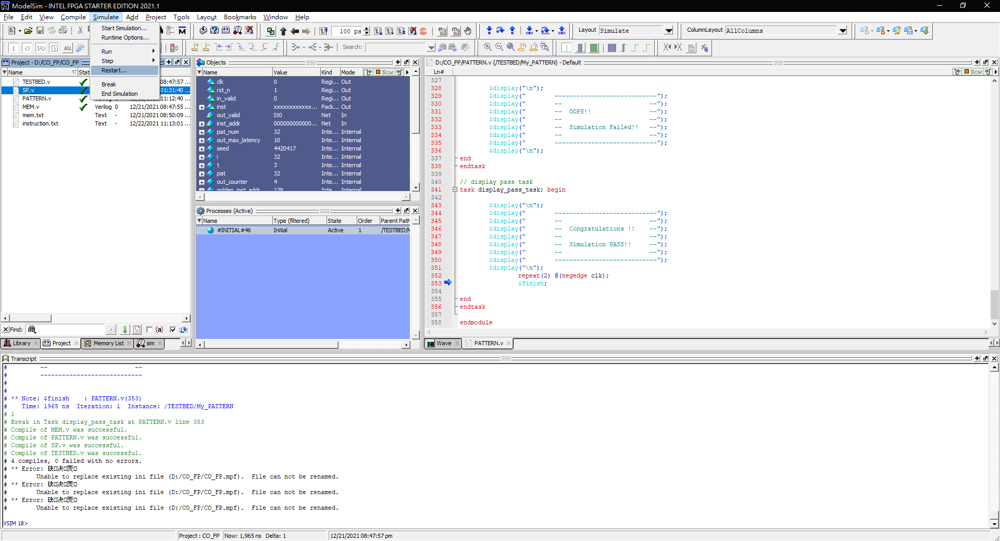 ModelSim - INTEL FPGA STARTER EDITION 2021.1
File Edit View Compile Simulate Add Project Tools Layout Bookmarks Window Help
Start Simulation...
Runtime Options...
Run
Step
Restart...
Break
End Simulation
100 ps
Layout Simulate
ColumnLayout AllColumns
Search:
Project - D:/CO_FP/CO_FP
Name Stat
TESTBED.v 08:47:57 ...
SP.v 01:31:40 ...
PATTERN.v 11:12:40 ...
MEM.v Verilog 0 12/21/2021 08:47:55 ...
mem.txt Text - 12/21/2021 08:50:09 ...
instruction.txt Text - 12/22/2021 11:13:01 ...
Find:
Library Project Memory List sim
Objects
Name Value Kind Mode Now
clk 0 Regi... Out
rst_n 1 Regi... Out
in_valid 0 Regi... Out
inst xxxxxxxxxxxx... Pack... Out
out_valid St0 Net In
inst_addr 000000000000... Net In
pat_num 32 Inte... Internal
out_max_latency 10 Inte... Internal
seed 4420417 Inte... Internal
i 32 Inte... Internal
t 3 Inte... Internal
pat 32 Inte... Internal
out_counter 4 Inte... Internal
golden_inst_addr 128 Inte... Internal
Processes (Active)
Name Type (filtered) State Order Parent Path
#INITIAL#46 Initial Active 1 /TESTBED/M
D:/CO_FP/PATTERN.v (/TESTBED/My_PATTERN) - Default
Ln# Now
327
328 $display("\n");
329 $display("        ----------------------------");
330 $display("        --                        --");
331 $display("        --  OOPS!!                --");
332 $display("        --                        --");
333 $display("        --  Simulation Failed!!   --");
334 $display("        --                        --");
335 $display("        ----------------------------");
336 $display("\n");
337 end
338 endtask
339
340 // display pass task
341 task display_pass_task; begin
342
343 $display("\n");
344 $display("        ----------------------------");
345 $display("        --                        --");
346 $display("        --  Congratulations !!    --");
347 $display("        --                        --");
348 $display("        --  Simulation PASS!!     --");
349 $display("        --                        --");
350 $display("        ----------------------------");
351 $display("\n");
352 repeat(2) @(negedge clk);
353 $finish;
354
355 end
356 endtask
357
358 endmodule
Wave PATTERN.v
Transcript
#         --                        --
#         ----------------------------
#
#
# ** Note: $finish    : PATTERN.v(353)
#    Time: 1965 ns  Iteration: 1  Instance: /TESTBED/My_PATTERN
# 1
# Break in Task display_pass_task at PATTERN.v line 353
# Compile of MEM.v was successful.
# Compile of PATTERN.v was successful.
# Compile of SP.v was successful.
# Compile of TESTBED.v was successful.
# 4 compiles, 0 failed with no errors.
# ** Error:
#        Unable to replace existing ini file (D:/CO_FP/CO_FP.mpf).  File can not be renamed.
# ** Error:
#        Unable to replace existing ini file (D:/CO_FP/CO_FP.mpf).  File can not be renamed.
# ** Error:
#        Unable to replace existing ini file (D:/CO_FP/CO_FP.mpf).  File can not be renamed.
VSIM 18>
Project : CO_FP Now: 1,965 ns Delta: 1 12/21/2021 08:47:57 pm